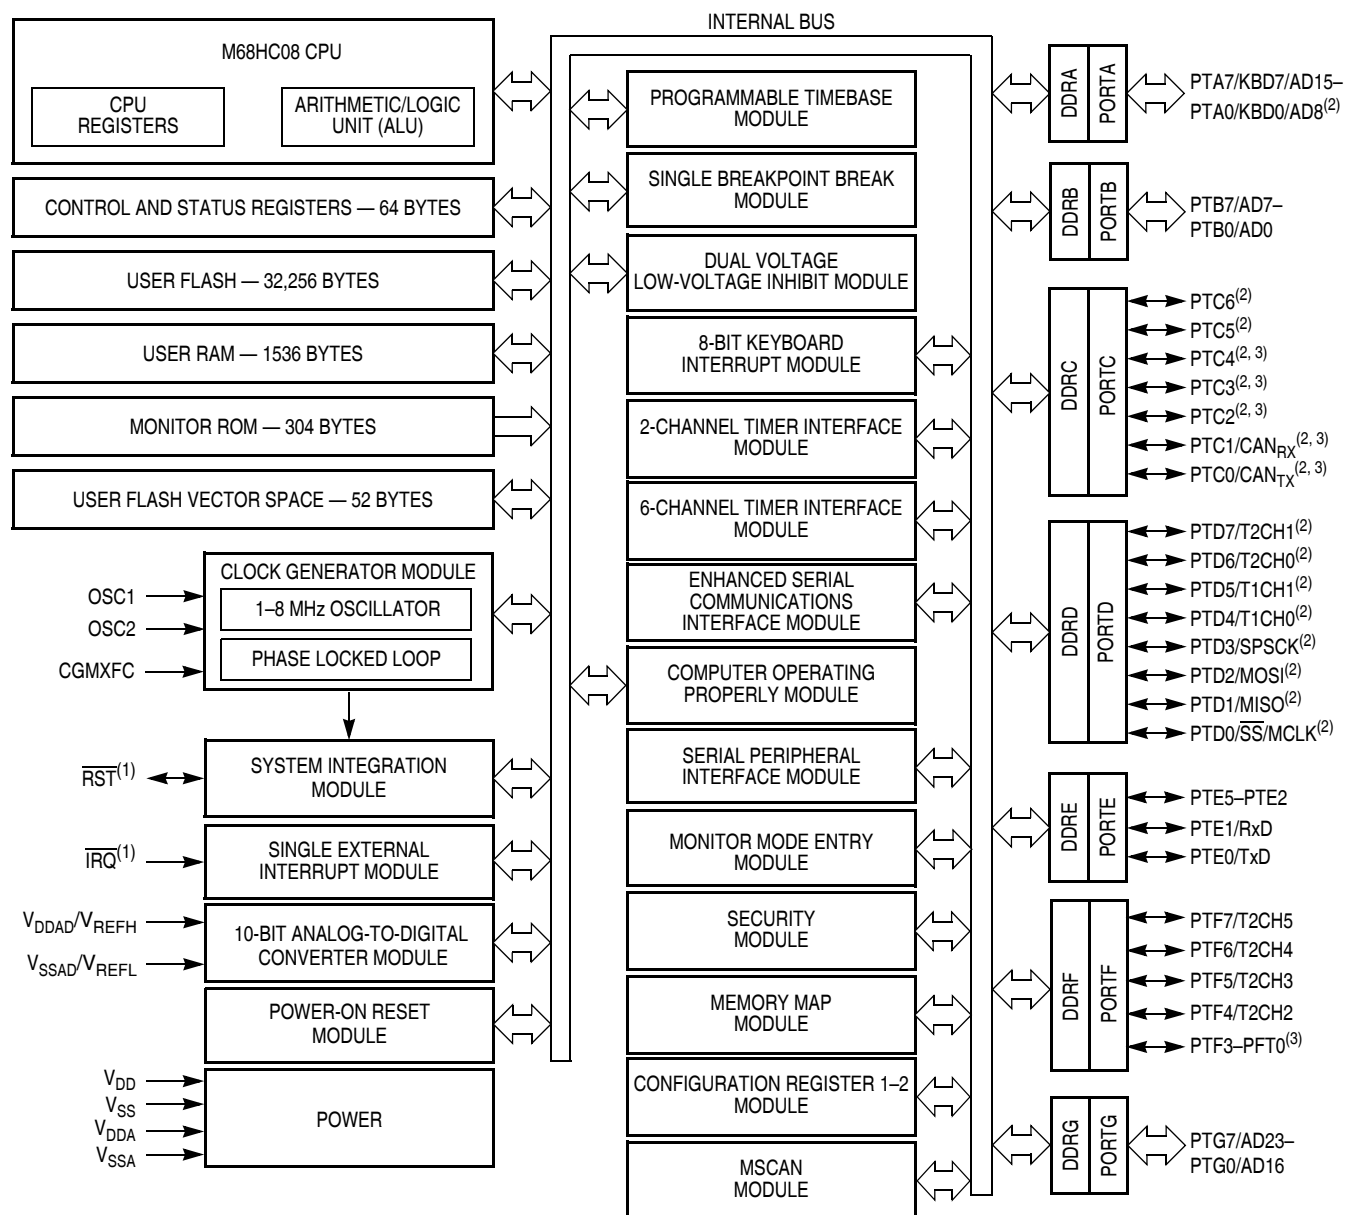 INTERNAL BUS
M68HC08 CPU
CPU
REGISTERS
ARITHMETIC/LOGIC
UNIT (ALU)
CONTROL AND STATUS REGISTERS — 64 BYTES
USER FLASH — 32,256 BYTES
USER RAM — 1536 BYTES
MONITOR ROM — 304 BYTES
USER FLASH VECTOR SPACE — 52 BYTES
CLOCK GENERATOR MODULE
1–8 MHz OSCILLATOR
PHASE LOCKED LOOP
OSC1
OSC2
CGMXFC
SYSTEM INTEGRATION
MODULE
RST(1)
SINGLE EXTERNAL
INTERRUPT MODULE
IRQ(1)
10-BIT ANALOG-TO-DIGITAL
CONVERTER MODULE
VDDAD/VREFH
VSSAD/VREFL
POWER-ON RESET
MODULE
POWER
VDD
VSS
VDDA
VSSA
PROGRAMMABLE TIMEBASE
MODULE
SINGLE BREAKPOINT BREAK
MODULE
DUAL VOLTAGE
LOW-VOLTAGE INHIBIT MODULE
8-BIT KEYBOARD
INTERRUPT MODULE
2-CHANNEL TIMER INTERFACE
MODULE
6-CHANNEL TIMER INTERFACE
MODULE
ENHANCED SERIAL
COMMUNICATIONS
INTERFACE MODULE
COMPUTER OPERATING
PROPERLY MODULE
SERIAL PERIPHERAL
INTERFACE MODULE
MONITOR MODE ENTRY
MODULE
SECURITY
MODULE
MEMORY MAP
MODULE
CONFIGURATION REGISTER 1–2
MODULE
MSCAN
MODULE
DDRA
PORTA
PTA7/KBD7/AD15–
PTA0/KBD0/AD8(2)
DDRB
PORTB
PTB7/AD7–
PTB0/AD0
DDRC
PORTC
PTC6(2)
PTC5(2)
PTC4(2, 3)
PTC3(2, 3)
PTC2(2, 3)
PTC1/CANRX(2, 3)
PTC0/CANTX(2, 3)
DDRD
PORTD
PTD7/T2CH1(2)
PTD6/T2CH0(2)
PTD5/T1CH1(2)
PTD4/T1CH0(2)
PTD3/SPSCK(2)
PTD2/MOSI(2)
PTD1/MISO(2)
PTD0/SS/MCLK(2)
DDRE
PORTE
PTE5–PTE2
PTE1/RxD
PTE0/TxD
DDRF
PORTF
PTF7/T2CH5
PTF6/T2CH4
PTF5/T2CH3
PTF4/T2CH2
PTF3–PFT0(3)
DDRG
PORTG
PTG7/AD23–
PTG0/AD16